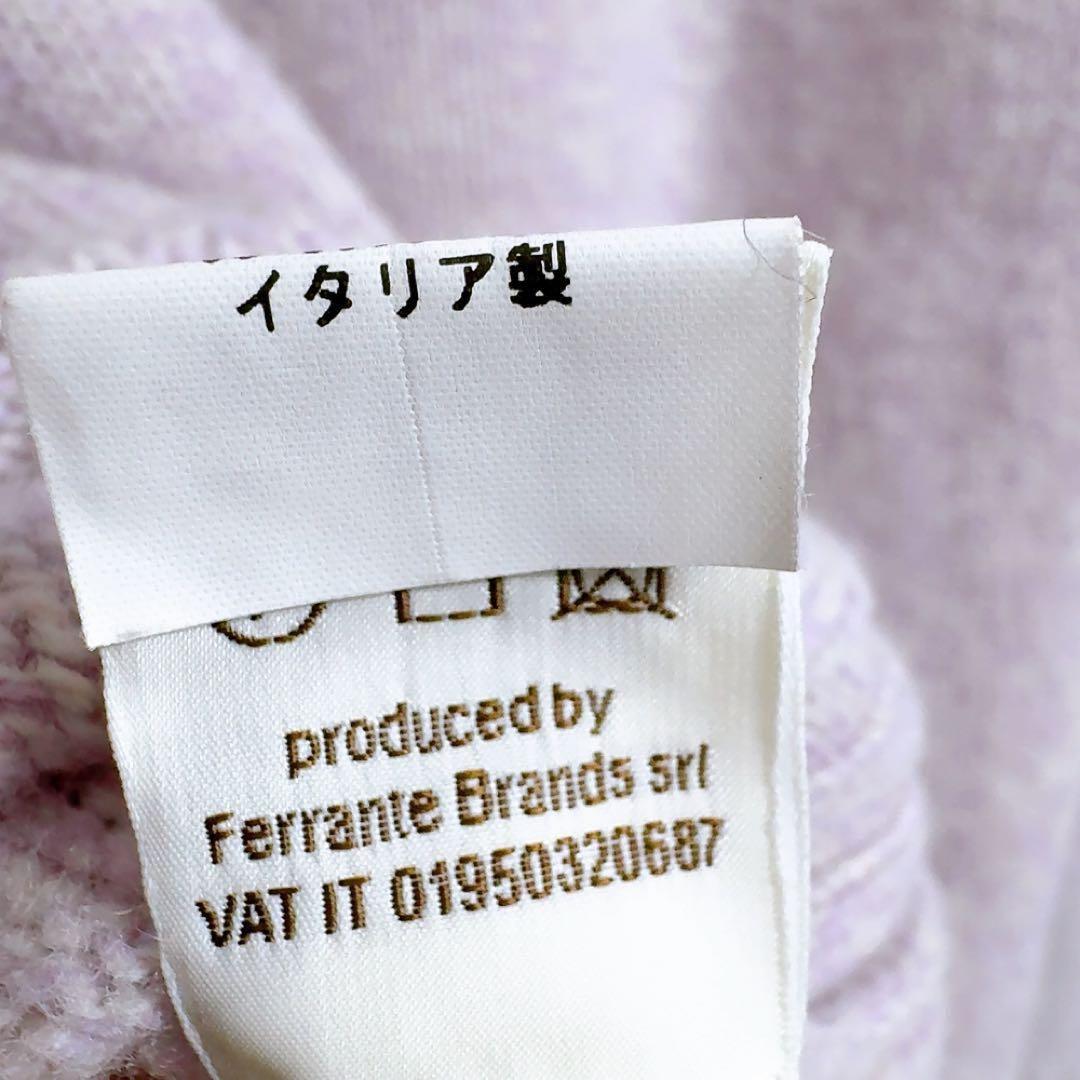 イタリア製
produced by
Ferrante Brands srl
VAT IT 01950320687